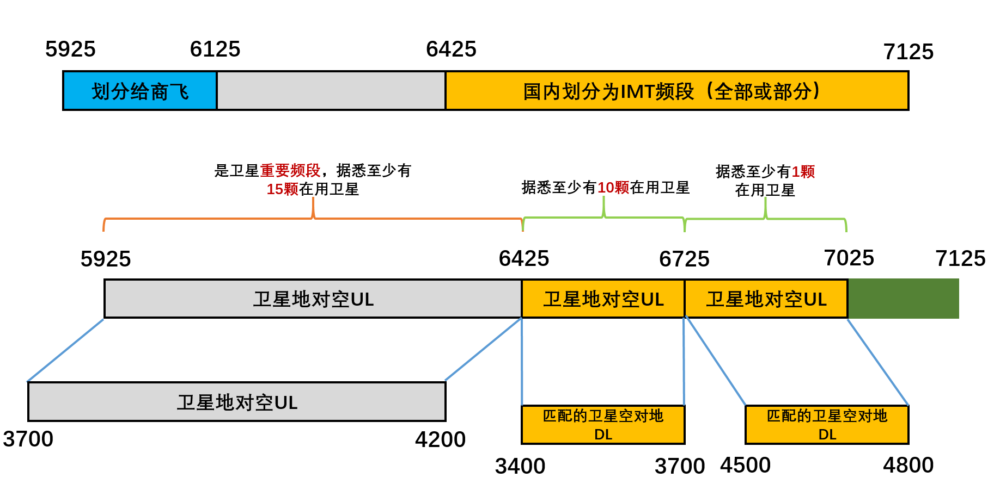 5925
6125
6425
7125
划分给商飞
国内划分为IMT频段（全部或部分）
是卫星重要频段，据悉至少有
15颗在用卫星
据悉至少有10颗在用卫星
据悉至少有1颗
在用卫星
5925
6425
6725
7025
7125
卫星地对空UL
卫星地对空UL
卫星地对空UL
卫星地对空UL
匹配的卫星空对地
DL
匹配的卫星空对地
DL
3700
4200
3400
3700
4500
4800